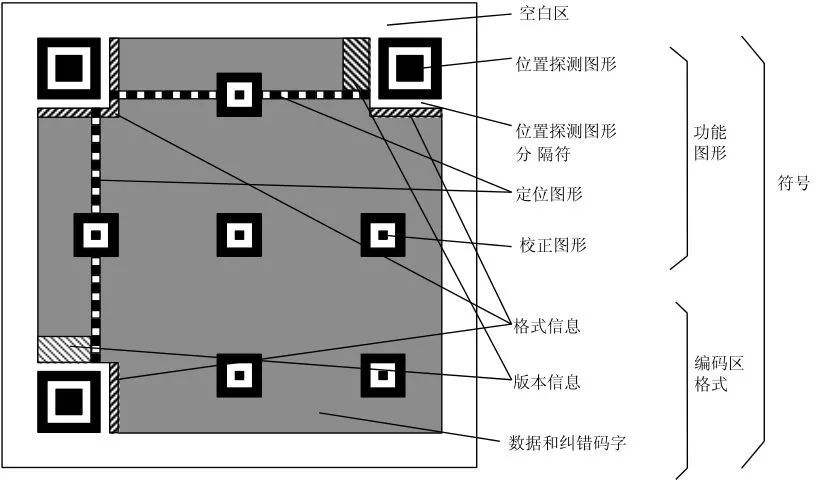 空白区
位置探测图形
位置探测图形
分 隔符
定位图形
校正图形
格式信息
版本信息
数据和纠错码字
功能
图形
编码区
格式
符号